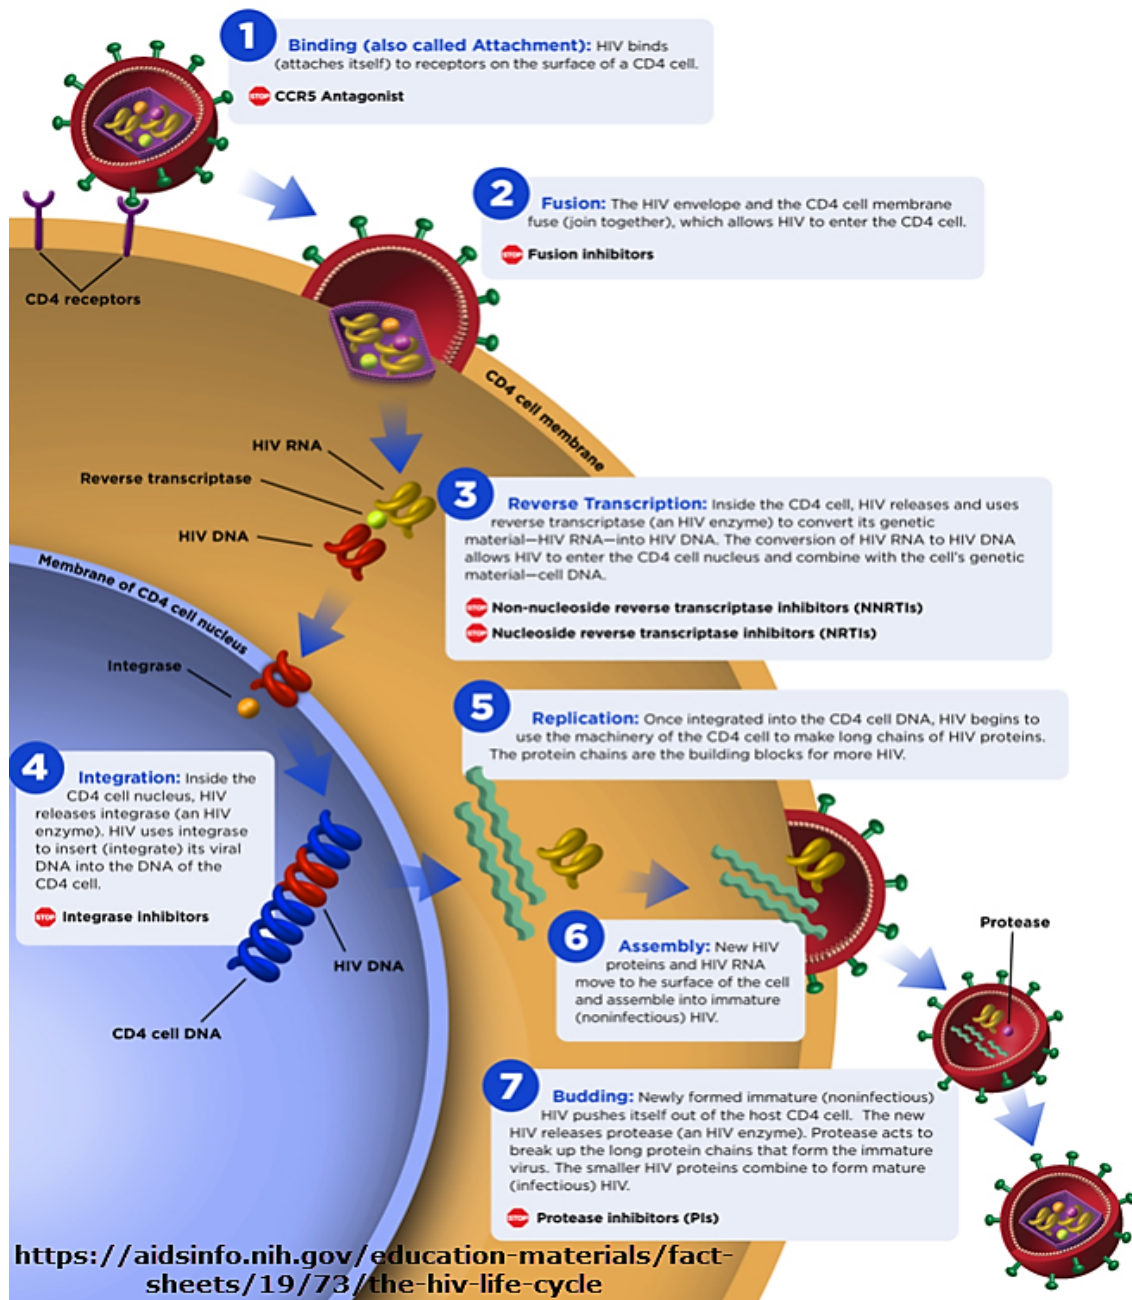 1
Binding (also called Attachment): HIV binds
(attaches itself) to receptors on the surface of a CD4 cell.
STOP CCR5 Antagonist
2
Fusion: The HIV envelope and the CD4 cell membrane
fuse (join together), which allows HIV to enter the CD4 cell.
STOP Fusion inhibitors
CD4 receptors
CD4 cell membrane
HIV RNA
Reverse transcriptase
HIV DNA
3
Reverse Transcription: Inside the CD4 cell, HIV releases and uses
reverse transcriptase (an HIV enzyme) to convert its genetic
material—HIV RNA—into HIV DNA. The conversion of HIV RNA to HIV DNA
allows HIV to enter the CD4 cell nucleus and combine with the cell's genetic
material—cell DNA.
STOP Non-nucleoside reverse transcriptase inhibitors (NNRTIs)
STOP Nucleoside reverse transcriptase inhibitors (NRTIs)
Membrane of CD4 cell nucleus
Integrase
4
Integration: Inside the
CD4 cell nucleus, HIV
releases integrase (an HIV
enzyme). HIV uses integrase
to insert (integrate) its viral
DNA into the DNA of the
CD4 cell.
STOP Integrase inhibitors
HIV DNA
CD4 cell DNA
5
Replication: Once integrated into the CD4 cell DNA, HIV begins to
use the machinery of the CD4 cell to make long chains of HIV proteins.
The protein chains are the building blocks for more HIV.
6
Assembly: New HIV
proteins and HIV RNA
move to he surface of the cell
and assemble into immature
(noninfectious) HIV.
Protease
7
Budding: Newly formed immature (noninfectious)
HIV pushes itself out of the host CD4 cell. The new
HIV releases protease (an HIV enzyme). Protease acts to
break up the long protein chains that form the immature
virus. The smaller HIV proteins combine to form mature
(infectious) HIV.
STOP Protease inhibitors (PIs)
https://aidsinfo.nih.gov/education-materials/fact-
sheets/19/73/the-hiv-life-cycle